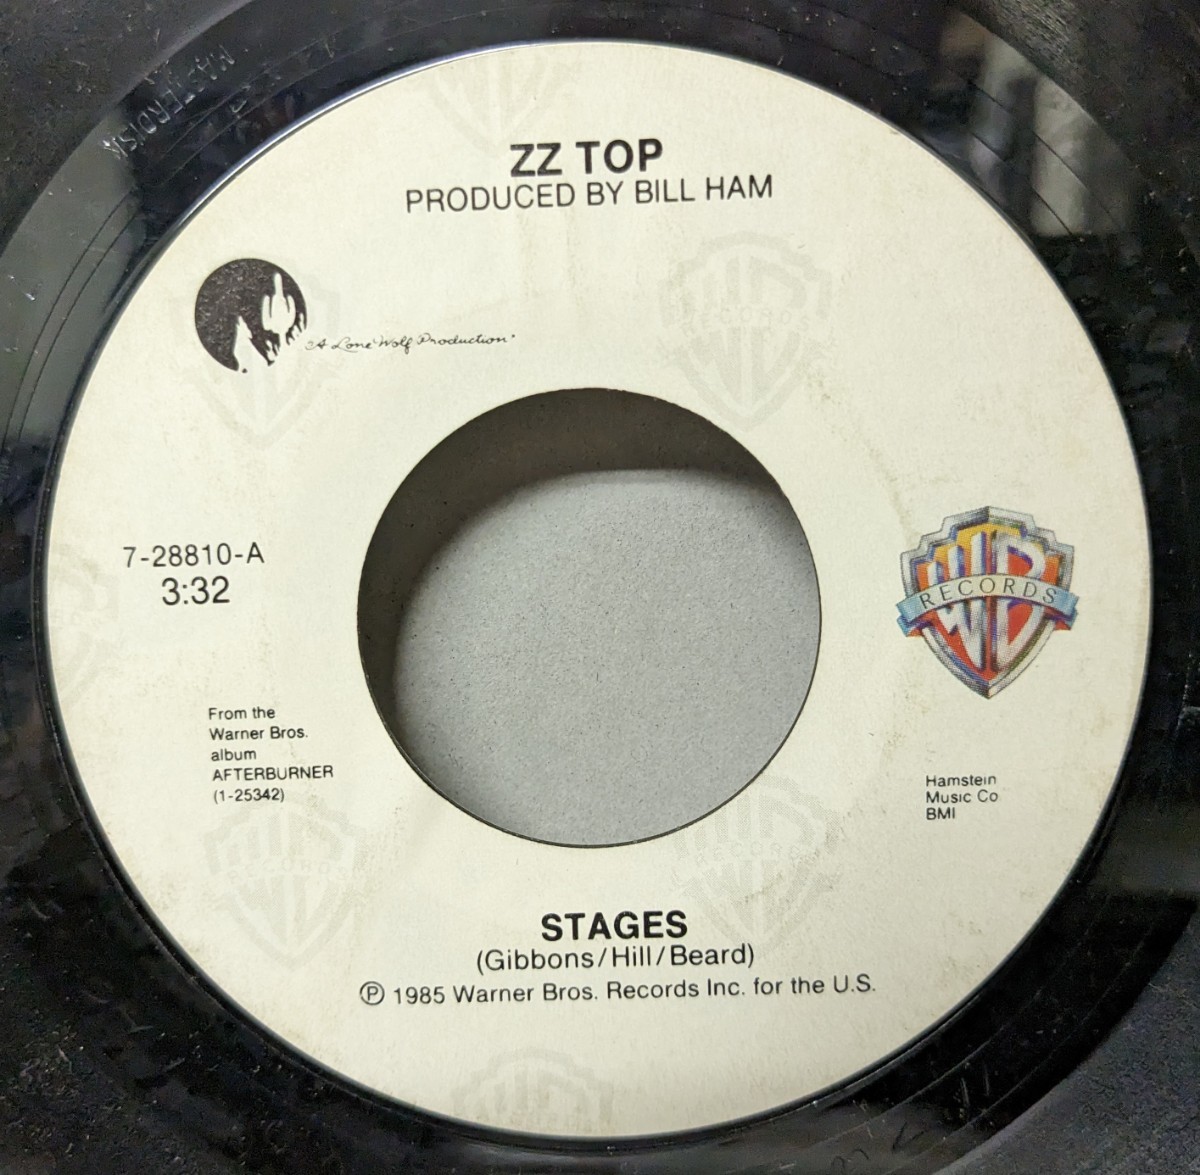 MASTERDISK
ZZ TOP
PRODUCED BY BILL HAM
A Lone Wolf Production
7-28810-A
3:32
RECORDS
From the
Warner Bros.
album
AFTERBURNER
(1-25342)
Hamstein
Music Co
BMI
STAGES
(Gibbons/Hill/Beard)
℗ 1985 Warner Bros. Records Inc. for the U.S.